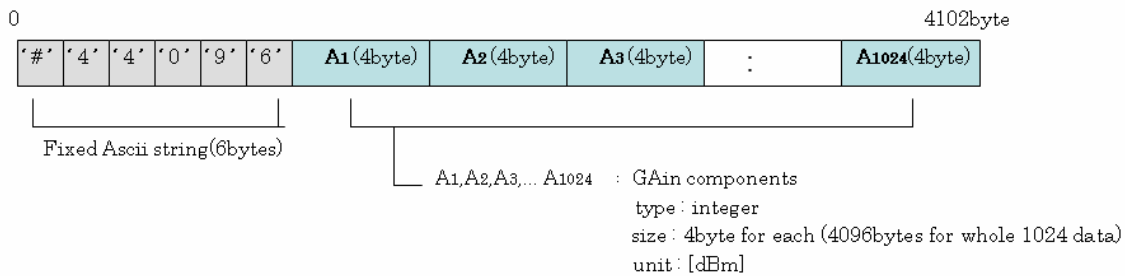 0 4102byte
'#' '4' '4' '0' '9' '6' A1(4byte) A2(4byte) A3(4byte) : A1024(4byte)
Fixed Ascii string(6bytes)
A1,A2,A3,... A1024 : GAin components
type : integer
size : 4byte for each (4096bytes for whole 1024 data)
unit : [dBm]